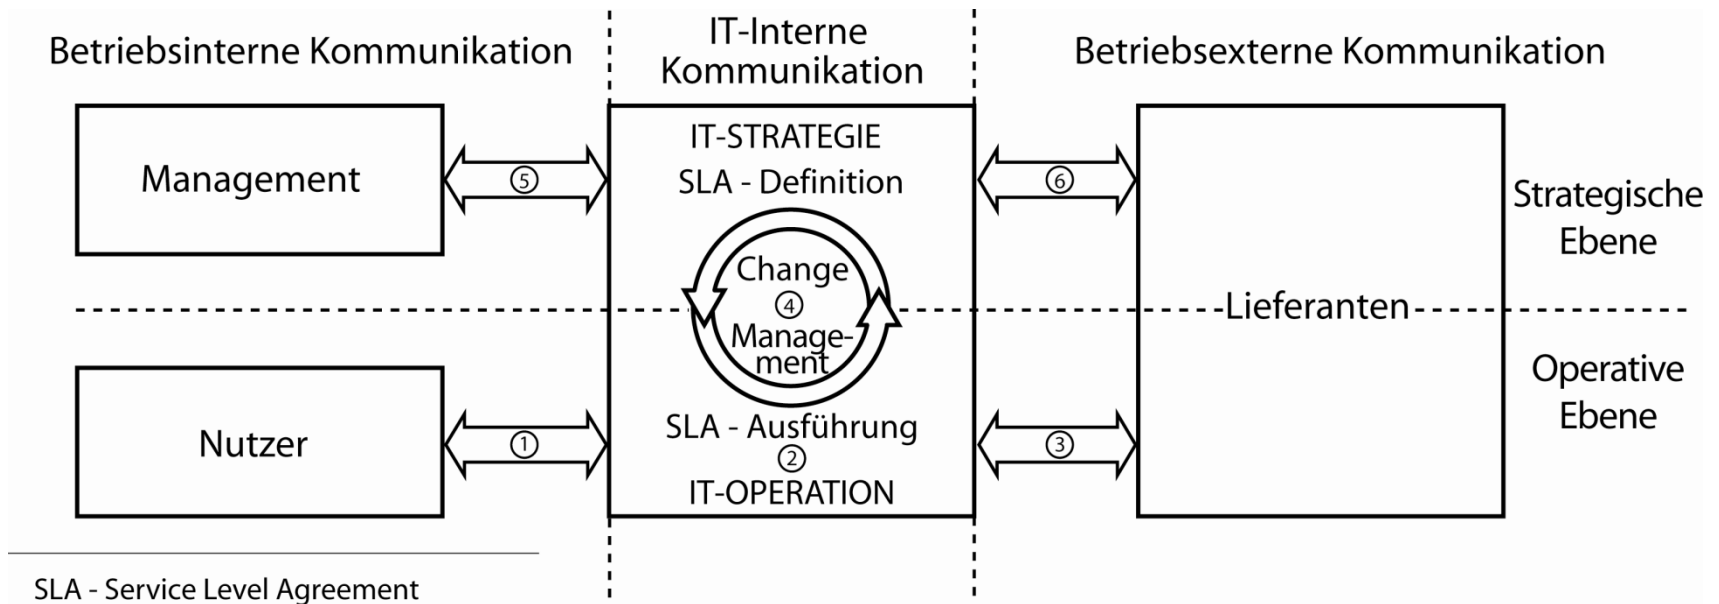 Betriebsinterne Kommunikation
IT-Interne
Kommunikation
Betriebsexterne Kommunikation
Management
⑤
IT-STRATEGIE
SLA - Definition
⑥
Strategische
Ebene
Change
④
Manage-
ment
Lieferanten
Nutzer
①
SLA - Ausführung
②
IT-OPERATION
③
Operative
Ebene
SLA - Service Level Agreement